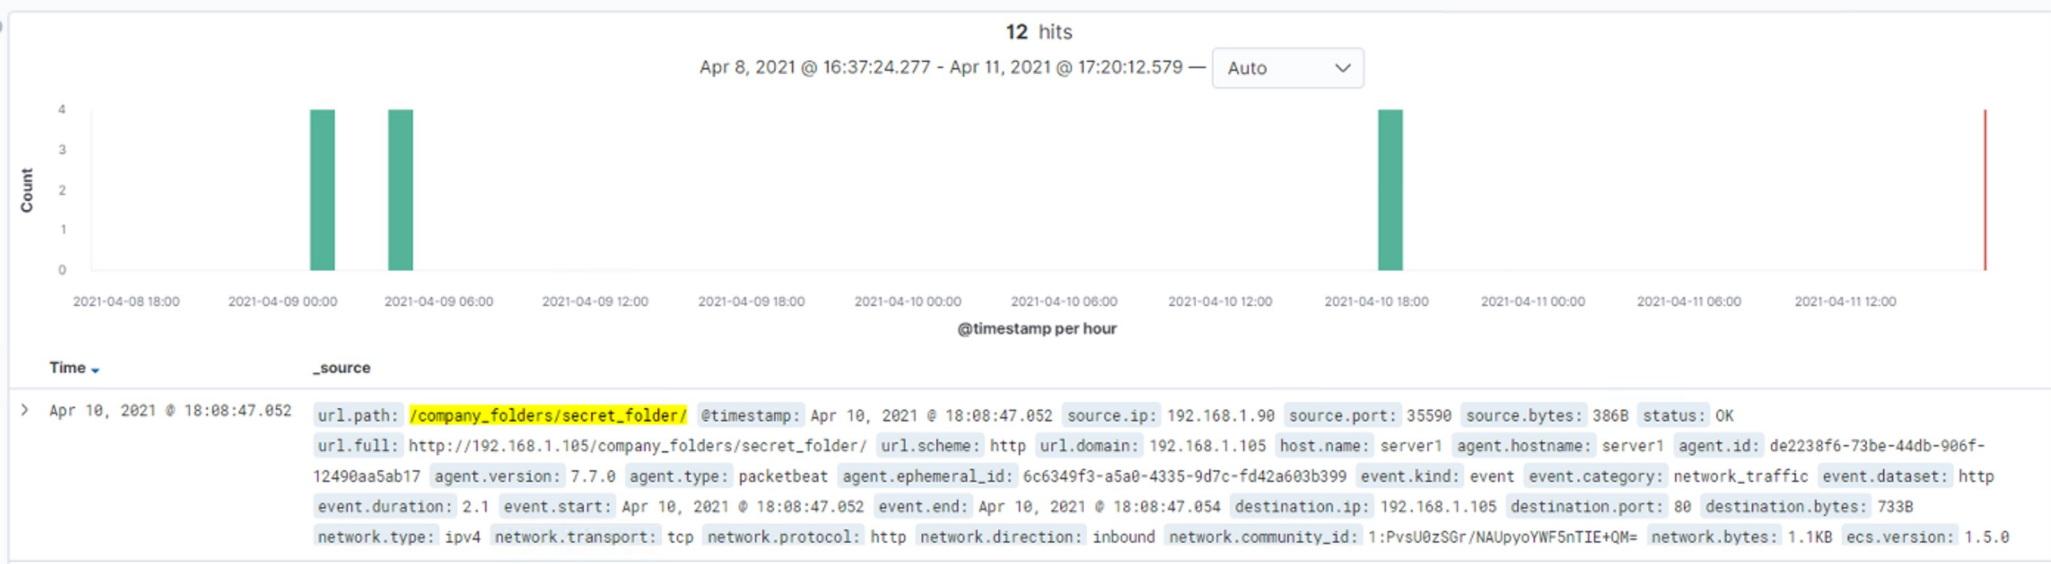 12 hits
Apr 8, 2021 @ 16:37:24.277 - Apr 11, 2021 @ 17:20:12.579 — Auto
4
3
2
1
0
Count
2021-04-08 18:00 2021-04-09 00:00 2021-04-09 06:00 2021-04-09 12:00 2021-04-09 18:00 2021-04-10 00:00 2021-04-10 06:00 2021-04-10 12:00 2021-04-10 18:00 2021-04-11 00:00 2021-04-11 06:00 2021-04-11 12:00
@timestamp per hour
Time _source
Apr 10, 2021 @ 18:08:47.052 url.path: /company_folders/secret_folder/ @timestamp: Apr 10, 2021 @ 18:08:47.052 source.ip: 192.168.1.90 source.port: 35590 source.bytes: 386B status: OK
url.full: http://192.168.1.105/company_folders/secret_folder/ url.scheme: http url.domain: 192.168.1.105 host.name: server1 agent.hostname: server1 agent.id: de2238f6-73be-44db-906f-
12490aa5ab17 agent.version: 7.7.0 agent.type: packetbeat agent.ephemeral_id: 6c6349f3-a5a0-4335-9d7c-fd42a603b399 event.kind: event event.category: network_traffic event.dataset: http
event.duration: 2.1 event.start: Apr 10, 2021 @ 18:08:47.052 event.end: Apr 10, 2021 @ 18:08:47.054 destination.ip: 192.168.1.105 destination.port: 80 destination.bytes: 733B
network.type: ipv4 network.transport: tcp network.protocol: http network.direction: inbound network.community_id: 1:PvsU0zSGr/NAUpyoYWF5nTIE+QM= network.bytes: 1.1KB ecs.version: 1.5.0